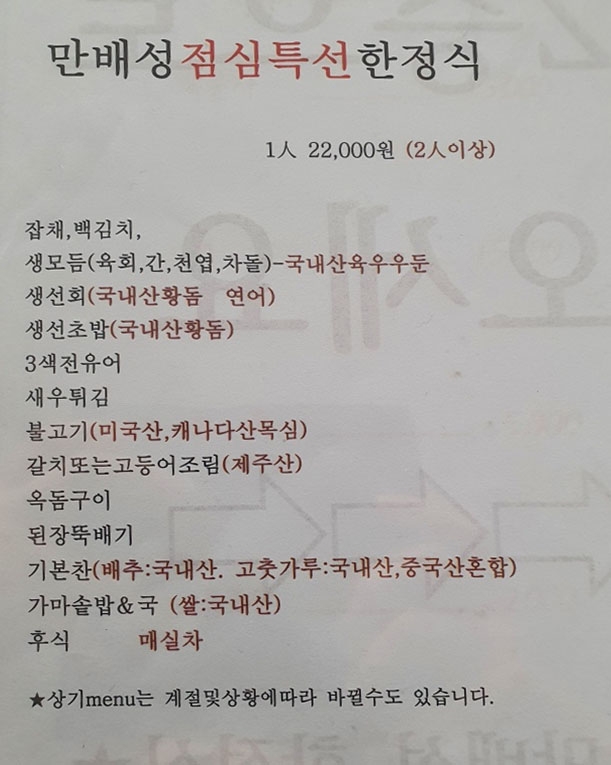 만배성점심특선한정식
1人 22,000원 (2人이상)
잡채,백김치,
생모듬(육회,간,천엽,차돌)-국내산육우우둔
생선회(국내산황돔 연어)
생선초밥(국내산황돔)
3색전유어
새우튀김
불고기(미국산,캐나다산목심)
갈치또는고등어조림(제주산)
옥돔구이
된장뚝배기
기본찬(배추:국내산. 고춧가루:국내산,중국산혼합)
가마솥밥&국 (쌀:국내산)
후식 매실차
★상기menu는 계절및상황에따라 바뀔수도 있습니다.